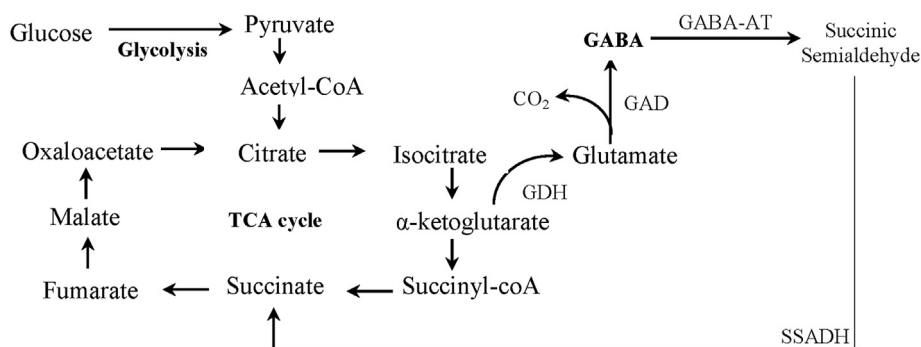 Glucose
Glycolysis
Pyruvate
GABA
GABA-AT
Succinic
Semialdehyde
Acetyl-CoA
CO₂
GAD
Oxaloacetate
Citrate
Isocitrate
Glutamate
GDH
Malate
TCA cycle
α-ketoglutarate
Fumarate
Succinate
Succinyl-coA
SSADH